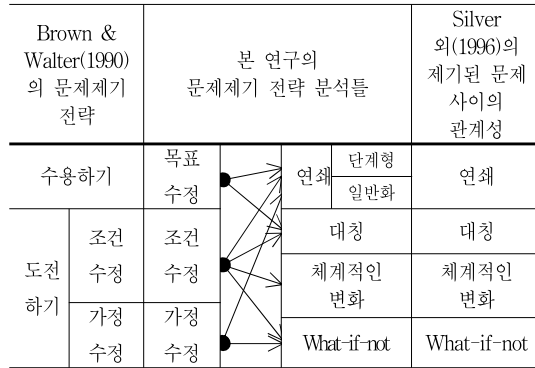 Brown &
Walter(1990)
의 문제제기
전략
본 연구의
문제제기 전략 분석틀
Silver
외(1996)의
제기된 문제
사이의
관계성
수용하기
목표
수정
연쇄
단계형
일반화
연쇄
도전
하기
조건
수정
조건
수정
대칭
대칭
체계적인
변화
체계적인
변화
가정
수정
가정
수정
What-if-not
What-if-not